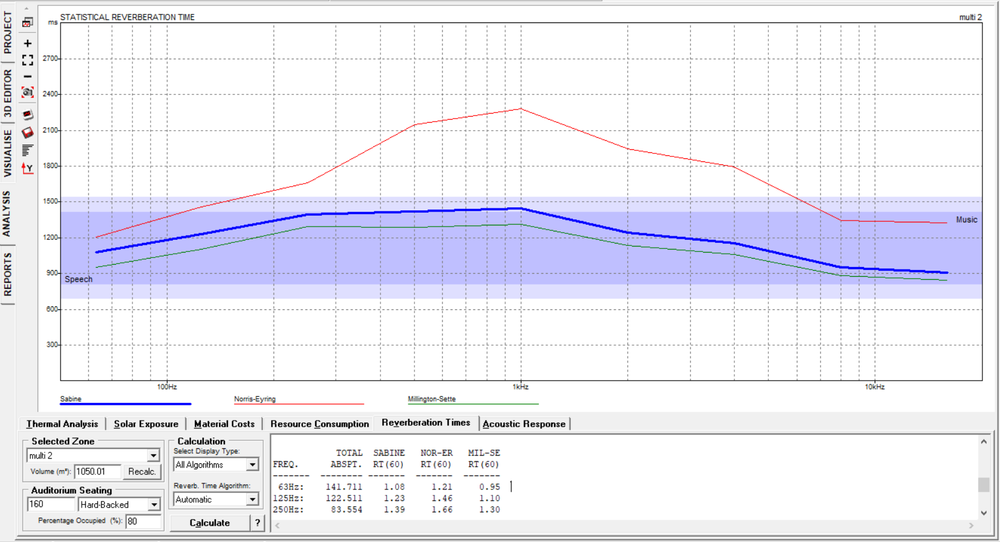 PROJECT
3D EDITOR
VISUALISE
ANALYSIS
REPORTS
STATISTICAL REVERBERATION TIME
multi 2
ms
2700
2400
2100
1800
1500
1200
900
600
300
Music
Speech
100Hz
1kHz
10kHz
Sabine
Norris-Eyring
Millington-Sette
Thermal Analysis
Solar Exposure
Material Costs
Resource Consumption
Reverberation Times
Acoustic Response
Selected Zone
multi 2
Volume (m³): 1050.01 Recalc.
Auditorium Seating
160 Hard-Backed
Percentage Occupied (%): 80
Calculation
Select Display Type:
All Algorithms
Reverb. Time Algorithm:
Automatic
Calculate ?
TOTAL SABINE NOR-ER MIL-SE
FREQ. ABSPT. RT(60) RT(60) RT(60)
------- -------- ------- ------- -------
63Hz: 141.711 1.08 1.21 0.95
125Hz: 122.511 1.23 1.46 1.10
250Hz: 83.554 1.39 1.66 1.30